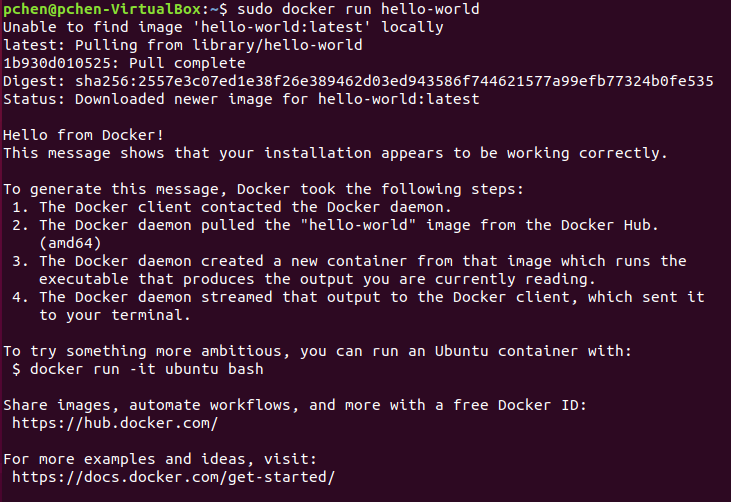 pchen@pchen-VirtualBox:~$ sudo docker run hello-world
Unable to find image 'hello-world:latest' locally
latest: Pulling from library/hello-world
1b930d010525: Pull complete
Digest: sha256:2557e3c07ed1e38f26e389462d03ed943586f744621577a99efb77324b0fe535
Status: Downloaded newer image for hello-world:latest

Hello from Docker!
This message shows that your installation appears to be working correctly.

To generate this message, Docker took the following steps:
 1. The Docker client contacted the Docker daemon.
 2. The Docker daemon pulled the "hello-world" image from the Docker Hub.
    (amd64)
 3. The Docker daemon created a new container from that image which runs the
    executable that produces the output you are currently reading.
 4. The Docker daemon streamed that output to the Docker client, which sent it
    to your terminal.

To try something more ambitious, you can run an Ubuntu container with:
 $ docker run -it ubuntu bash

Share images, automate workflows, and more with a free Docker ID:
 https://hub.docker.com/

For more examples and ideas, visit:
 https://docs.docker.com/get-started/